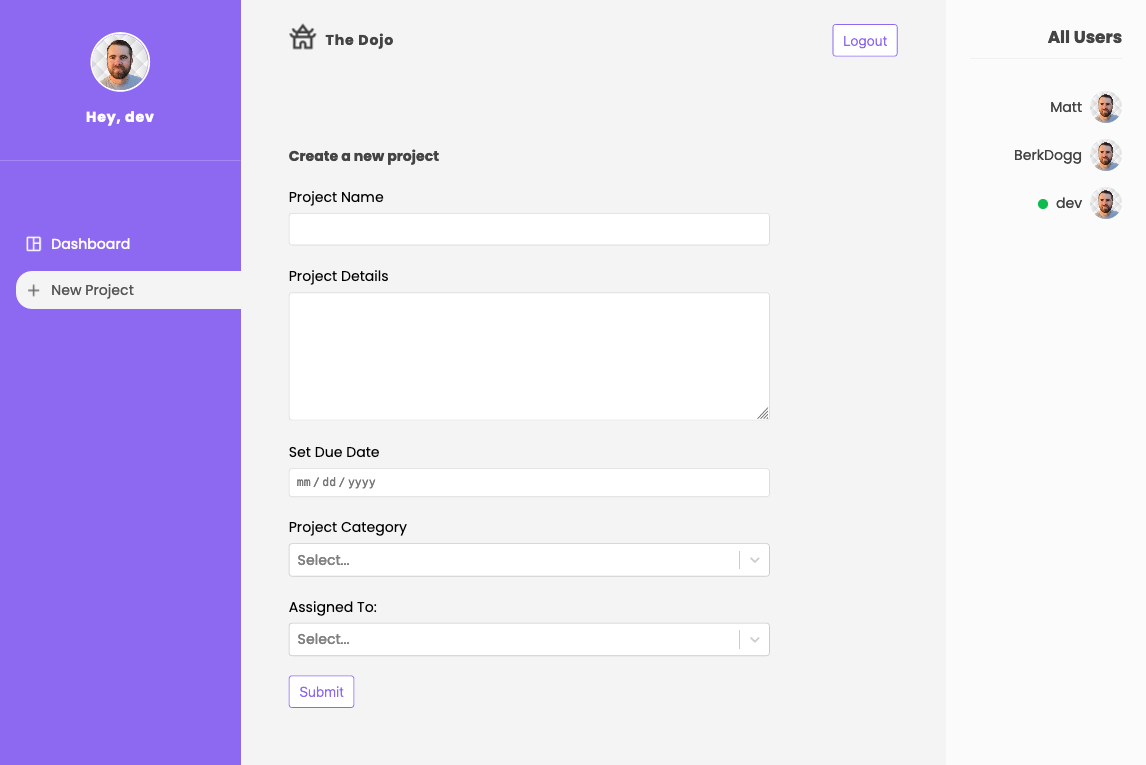 Hey, dev
Dashboard
New Project
The Dojo
Logout
Create a new project
Project Name
Project Details
Set Due Date
mm/dd/yyyy
Project Category
Select...
Assigned To:
Select...
Submit
All Users
Matt
BerkDogg
dev